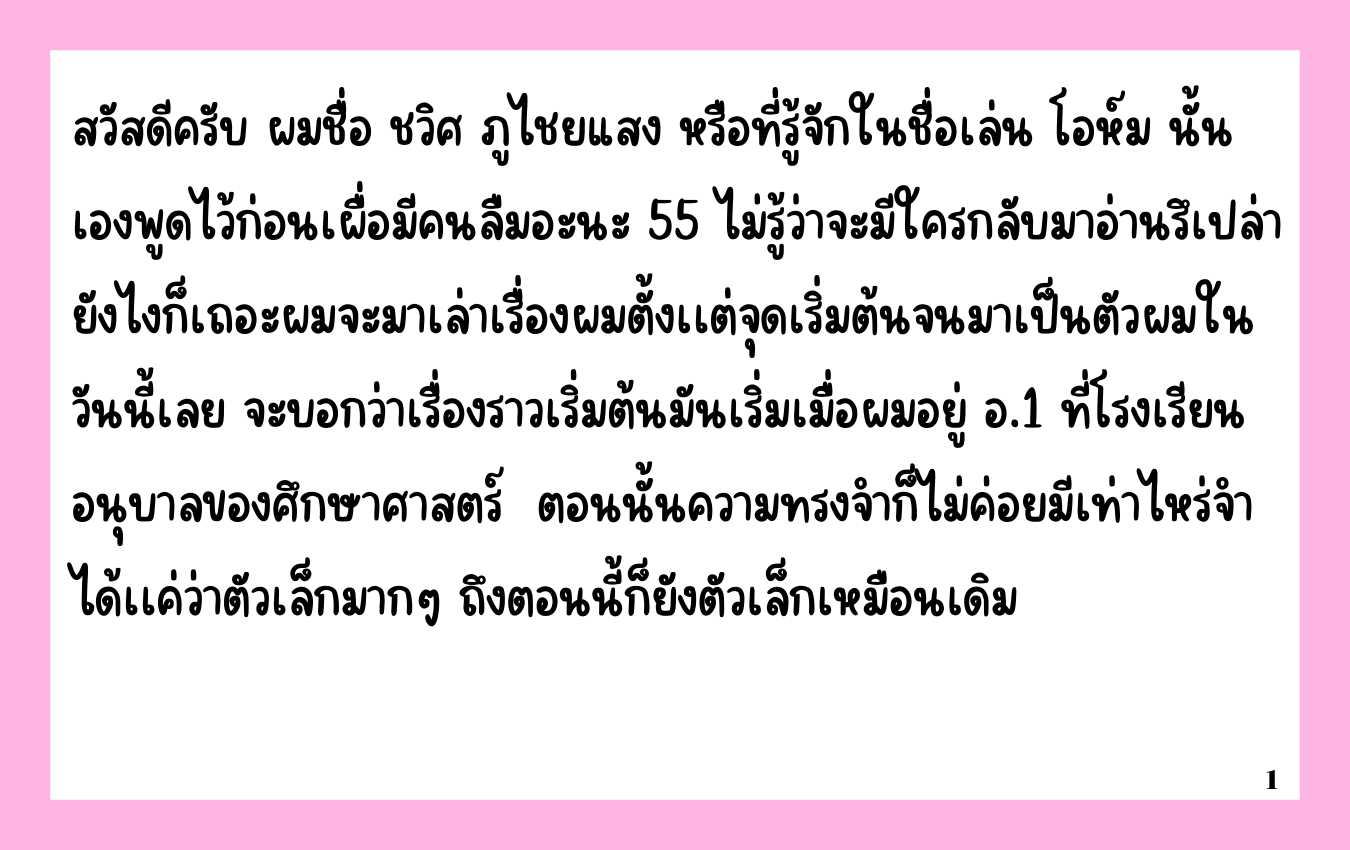 สวัสดีครับ ผมชื่อ ชวิศ ภูไชยแสง หรือที่รู้จักในชื่อเล่น โอห์ม นั้น
เองพูดไว้ก่อนเผื่อมีคนลืมอะนะ 55 ไม่รู้ว่าจะมีใครกลับมาอ่านรึเปล่า
ยังไงก็เถอะผมจะมาเล่าเรื่องผมตั้งเเต่จุดเริ่มต้นจนมาเป็นตัวผมใน
วันนี้เลย จะบอกว่าเรื่องราวเริ่มต้นมันเริ่มเมื่อผมอยู่ อ.1 ที่โรงเรียน
อนุบาลของศึกษาศาสตร์  ตอนนั้นความทรงจำก็ไม่ค่อยมีเท่าไหร่จำ
ได้เเค่ว่าตัวเล็กมากๆ ถึงตอนนี้ก็ยังตัวเล็กเหมือนเดิม
1